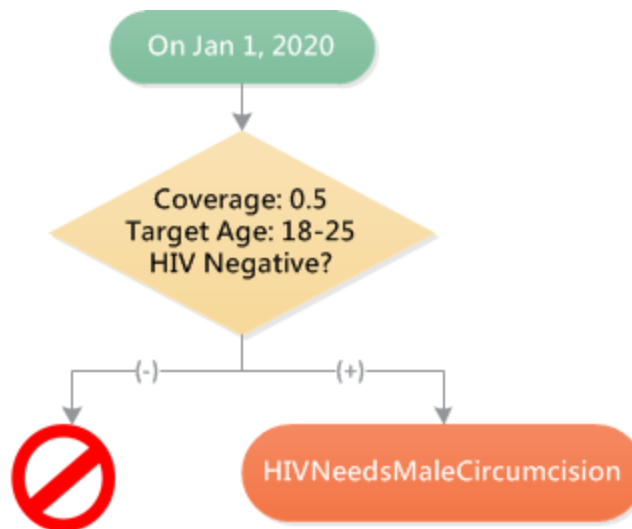 On Jan 1, 2020
Coverage: 0.5
Target Age: 18-25
HIV Negative?
(-)
(+)
HIVNeedsMaleCircumcision